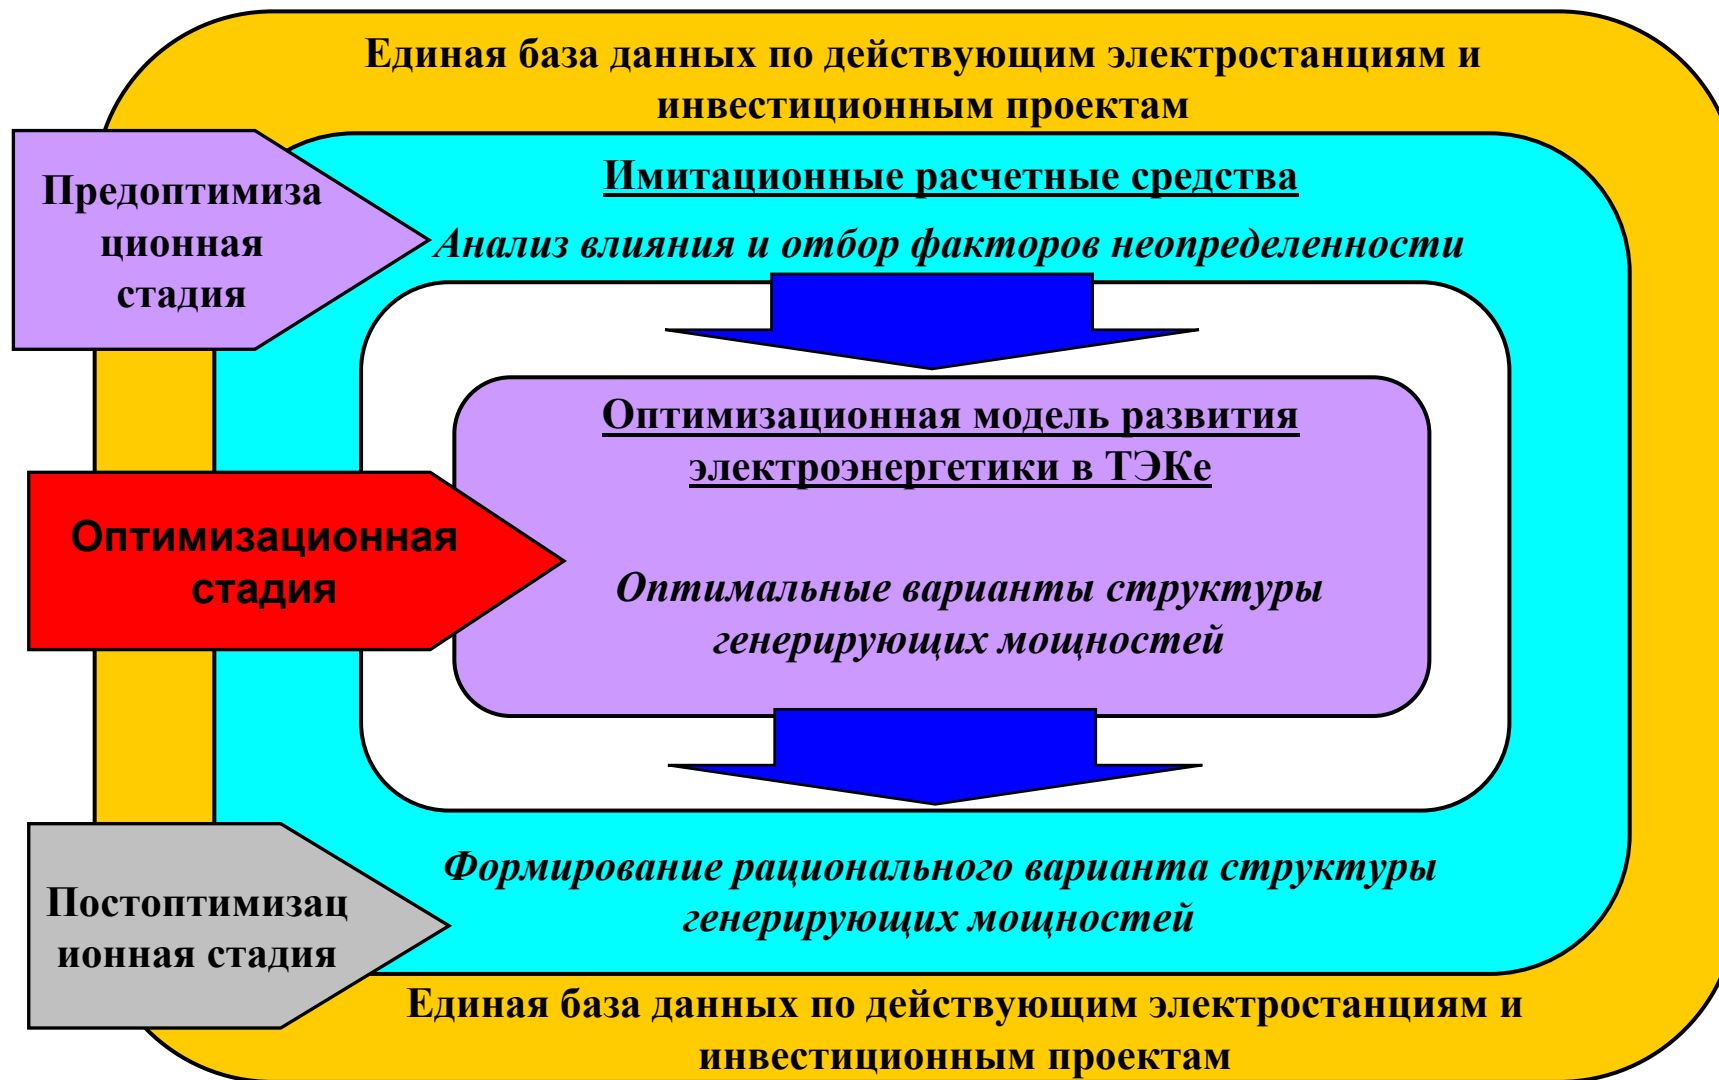 Единая база данных по действующим электростанциям и
инвестиционным проектам
Предоптимиза
ционная
стадия
Имитационные расчетные средства
Анализ влияния и отбор факторов неопределенности
Оптимизационная модель развития
электроэнергетики в ТЭКе
Оптимизационная
стадия
Оптимальные варианты структуры
генерирующих мощностей
Постоптимизац
ионная стадия
Формирование рационального варианта структуры
генерирующих мощностей
Единая база данных по действующим электростанциям и
инвестиционным проектам